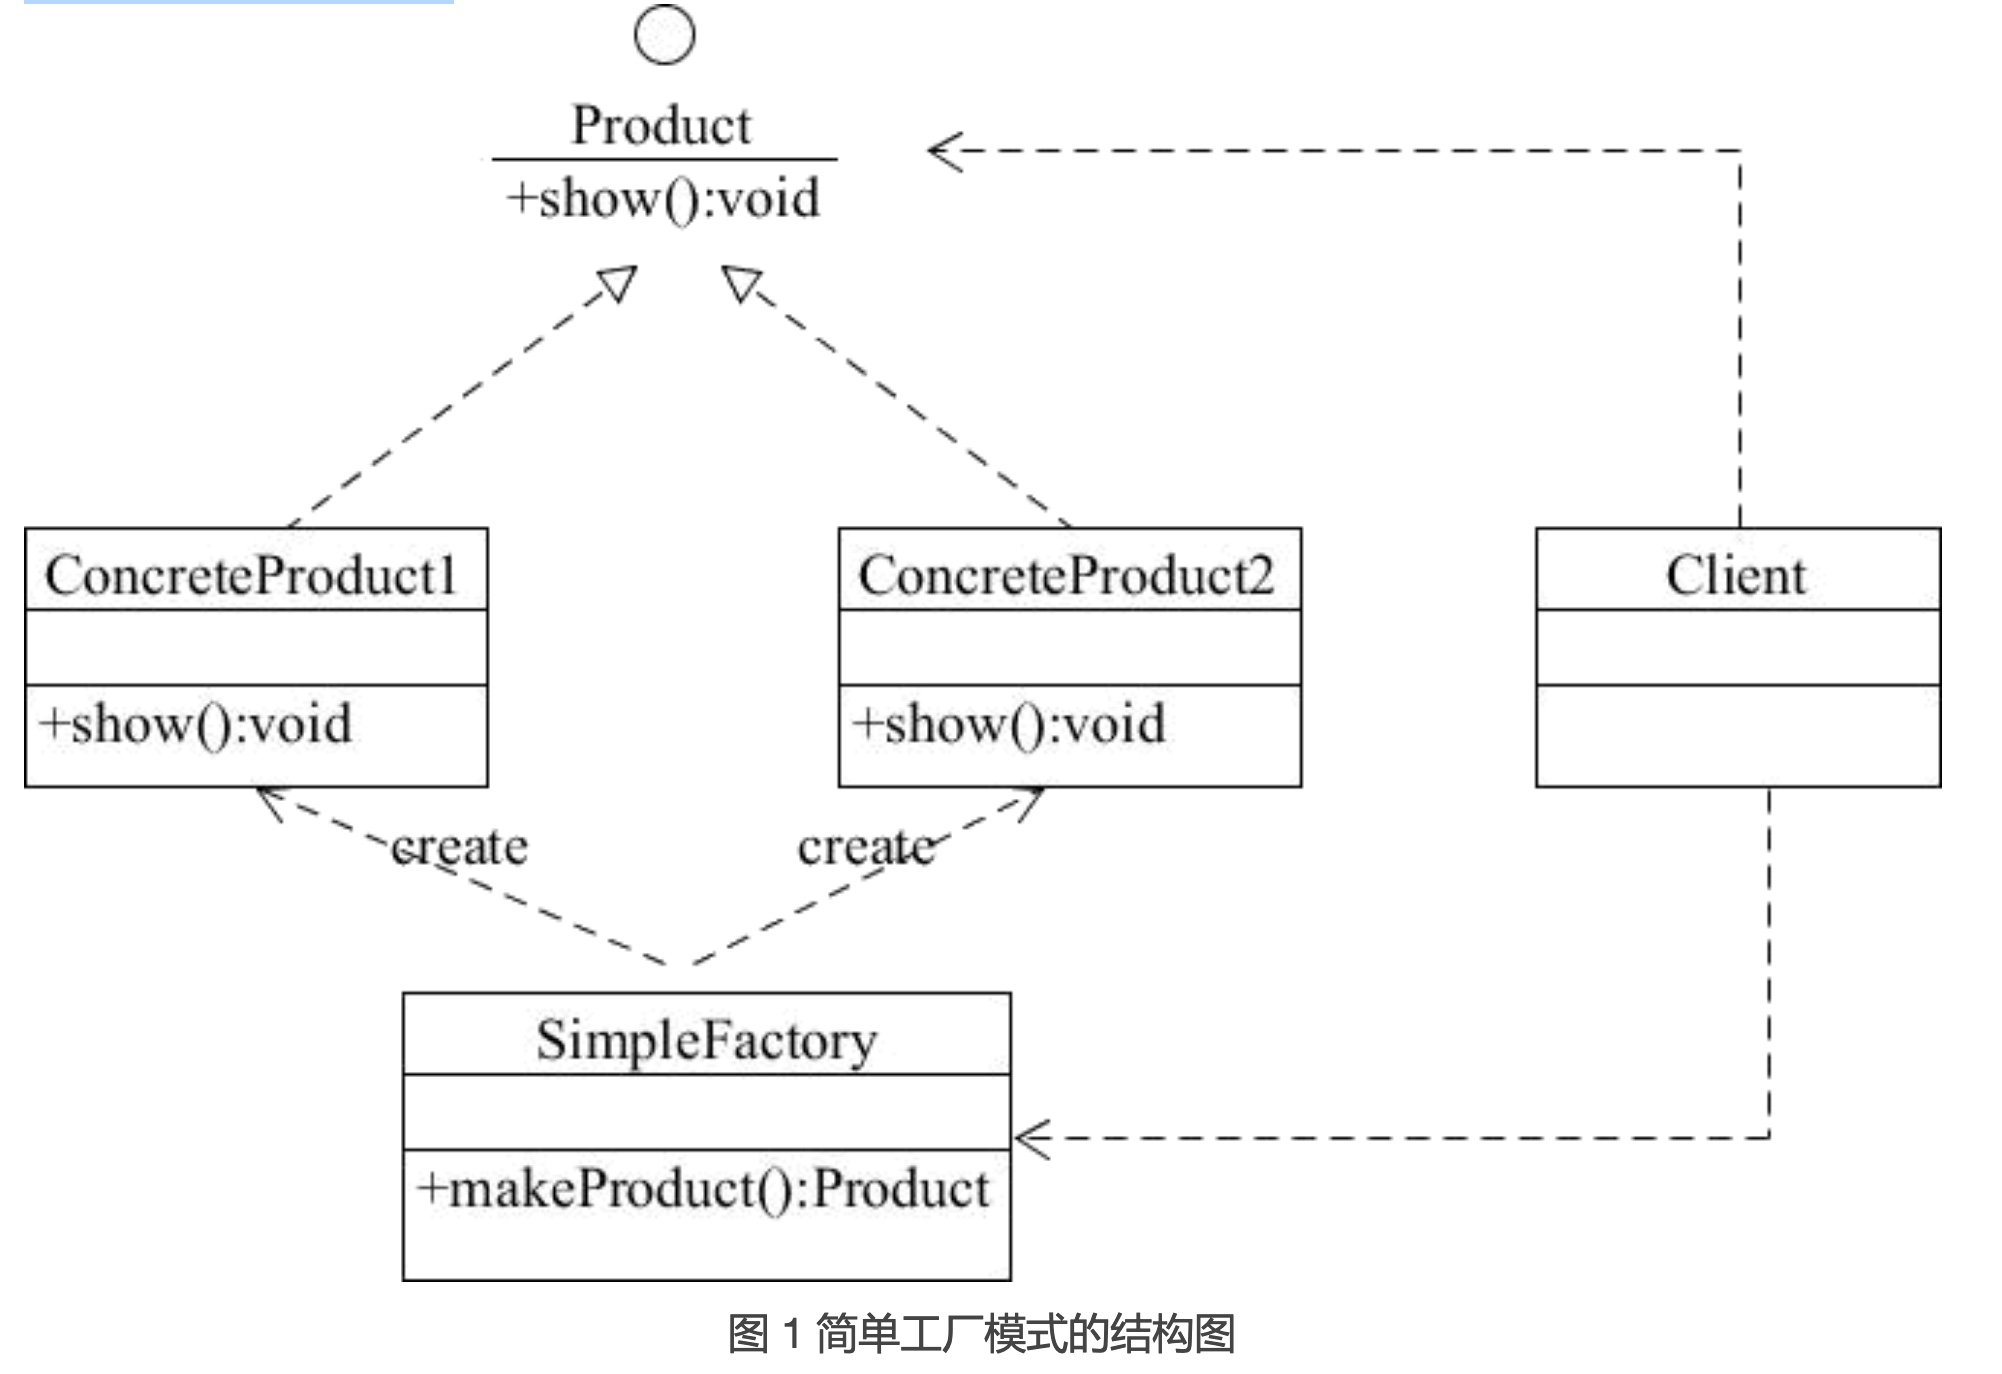 Product
+show():void
ConcreteProduct1
+show():void
ConcreteProduct2
+show():void
Client
create
create
SimpleFactory
+makeProduct():Product
图 1 简单工厂模式的结构图